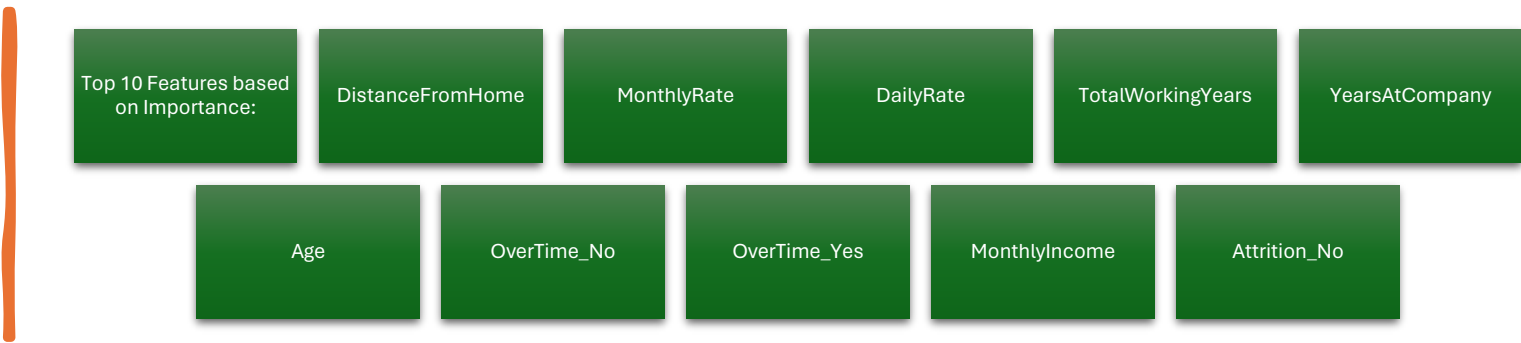 Top 10 Features based
on Importance:
DistanceFromHome
MonthlyRate
DailyRate
TotalWorkingYears
YearsAtCompany
Age
OverTime_No
OverTime_Yes
MonthlyIncome
Attrition_No